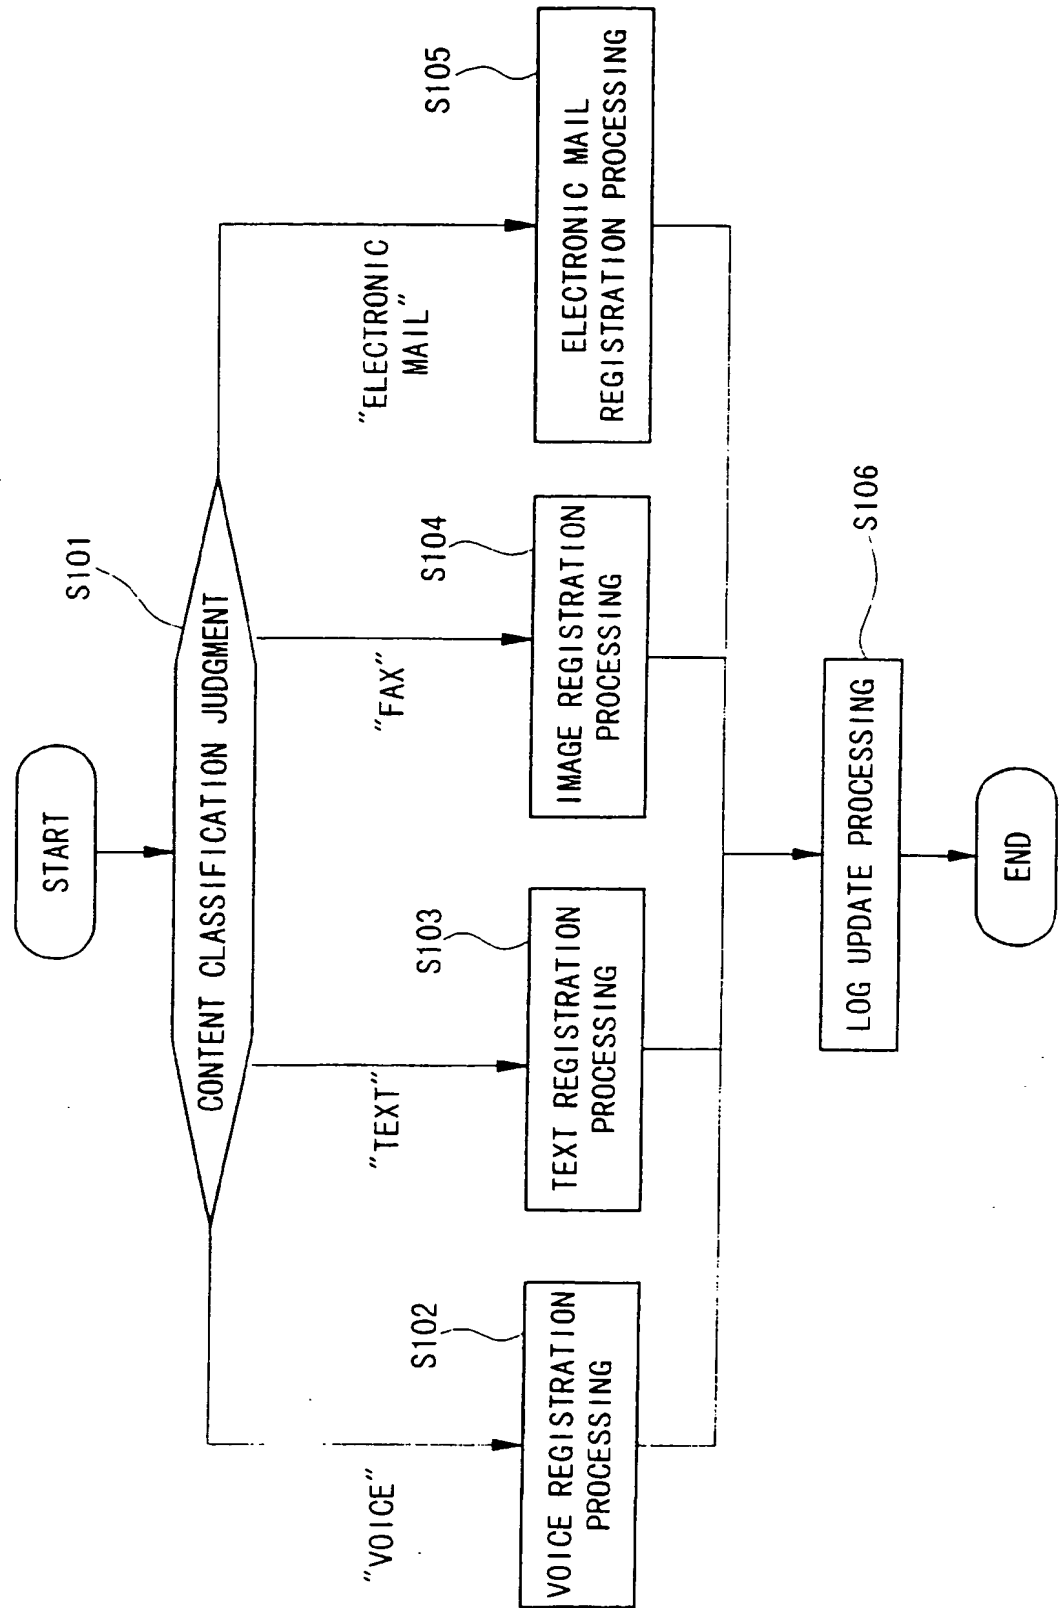 START
S101
CONTENT CLASSIFICATION JUDGMENT
"VOICE"
"TEXT"
"FAX"
"ELECTRONIC
MAIL"
S102
VOICE REGISTRATION
PROCESSING
S103
TEXT REGISTRATION
PROCESSING
S104
IMAGE REGISTRATION
PROCESSING
S105
ELECTRONIC MAIL
REGISTRATION PROCESSING
S106
LOG UPDATE PROCESSING
END